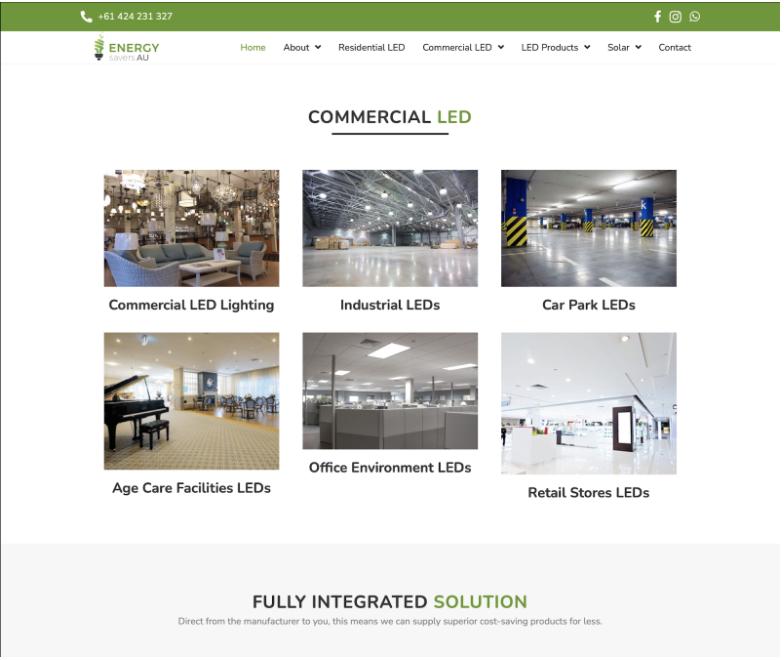 +61 424 231 327
ENERGY
savers.AU
Home About Residential LED Commercial LED LED Products Solar Contact
COMMERCIAL LED
Commercial LED Lighting Industrial LEDs Car Park LEDs
Age Care Facilities LEDs Office Environment LEDs Retail Stores LEDs
FULLY INTEGRATED SOLUTION
Direct from the manufacturer to you, this means we can supply superior cost-saving products for less.